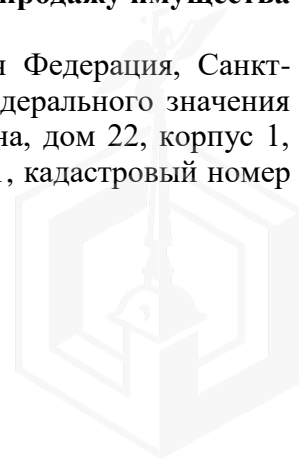 продажу имущества
я Федерация, Санкт-
дерального значения
на, дом 22, корпус 1,
, кадастровый номер